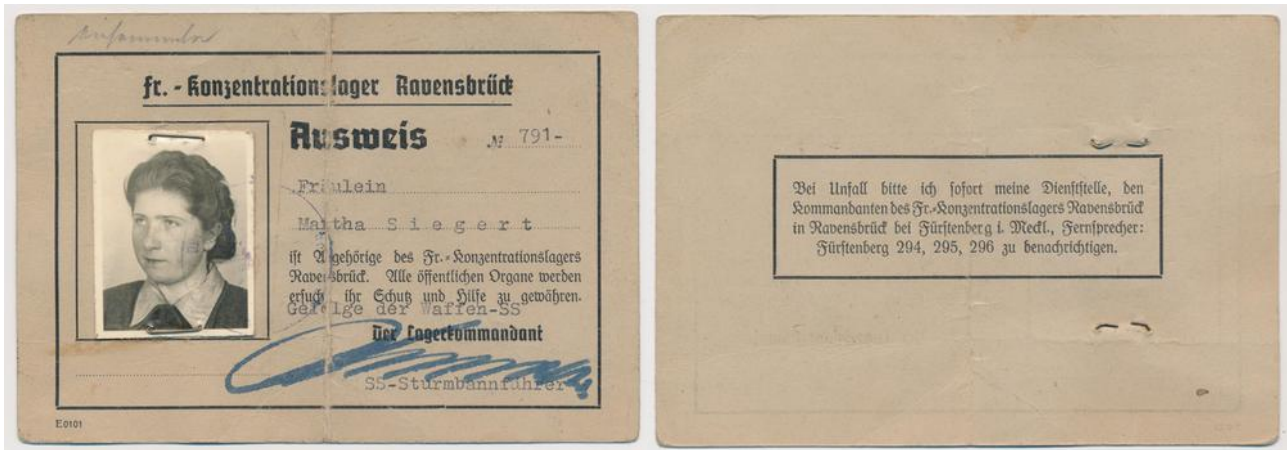 Fr.-Konzentrationslager Ravensbrück
Ausweis № 791-
Fräulein
Martha Siegert
ist Angehörige des Fr.-Konzentrationslagers
Ravensbrück. Alle öffentlichen Organe werden
ersucht, ihr Schutz und Hilfe zu gewähren.
Gefolge der Waffen-SS
Der Lagerkommandant
SS-Sturmbannführer
E0101
Bei Unfall bitte ich sofort meine Dienststelle, den
Kommandanten des Fr.-Konzentrationslagers Ravensbrück
in Ravensbrück bei Fürstenberg i. Meckl., Fernsprecher:
Fürstenberg 294, 295, 296 zu benachrichtigen.